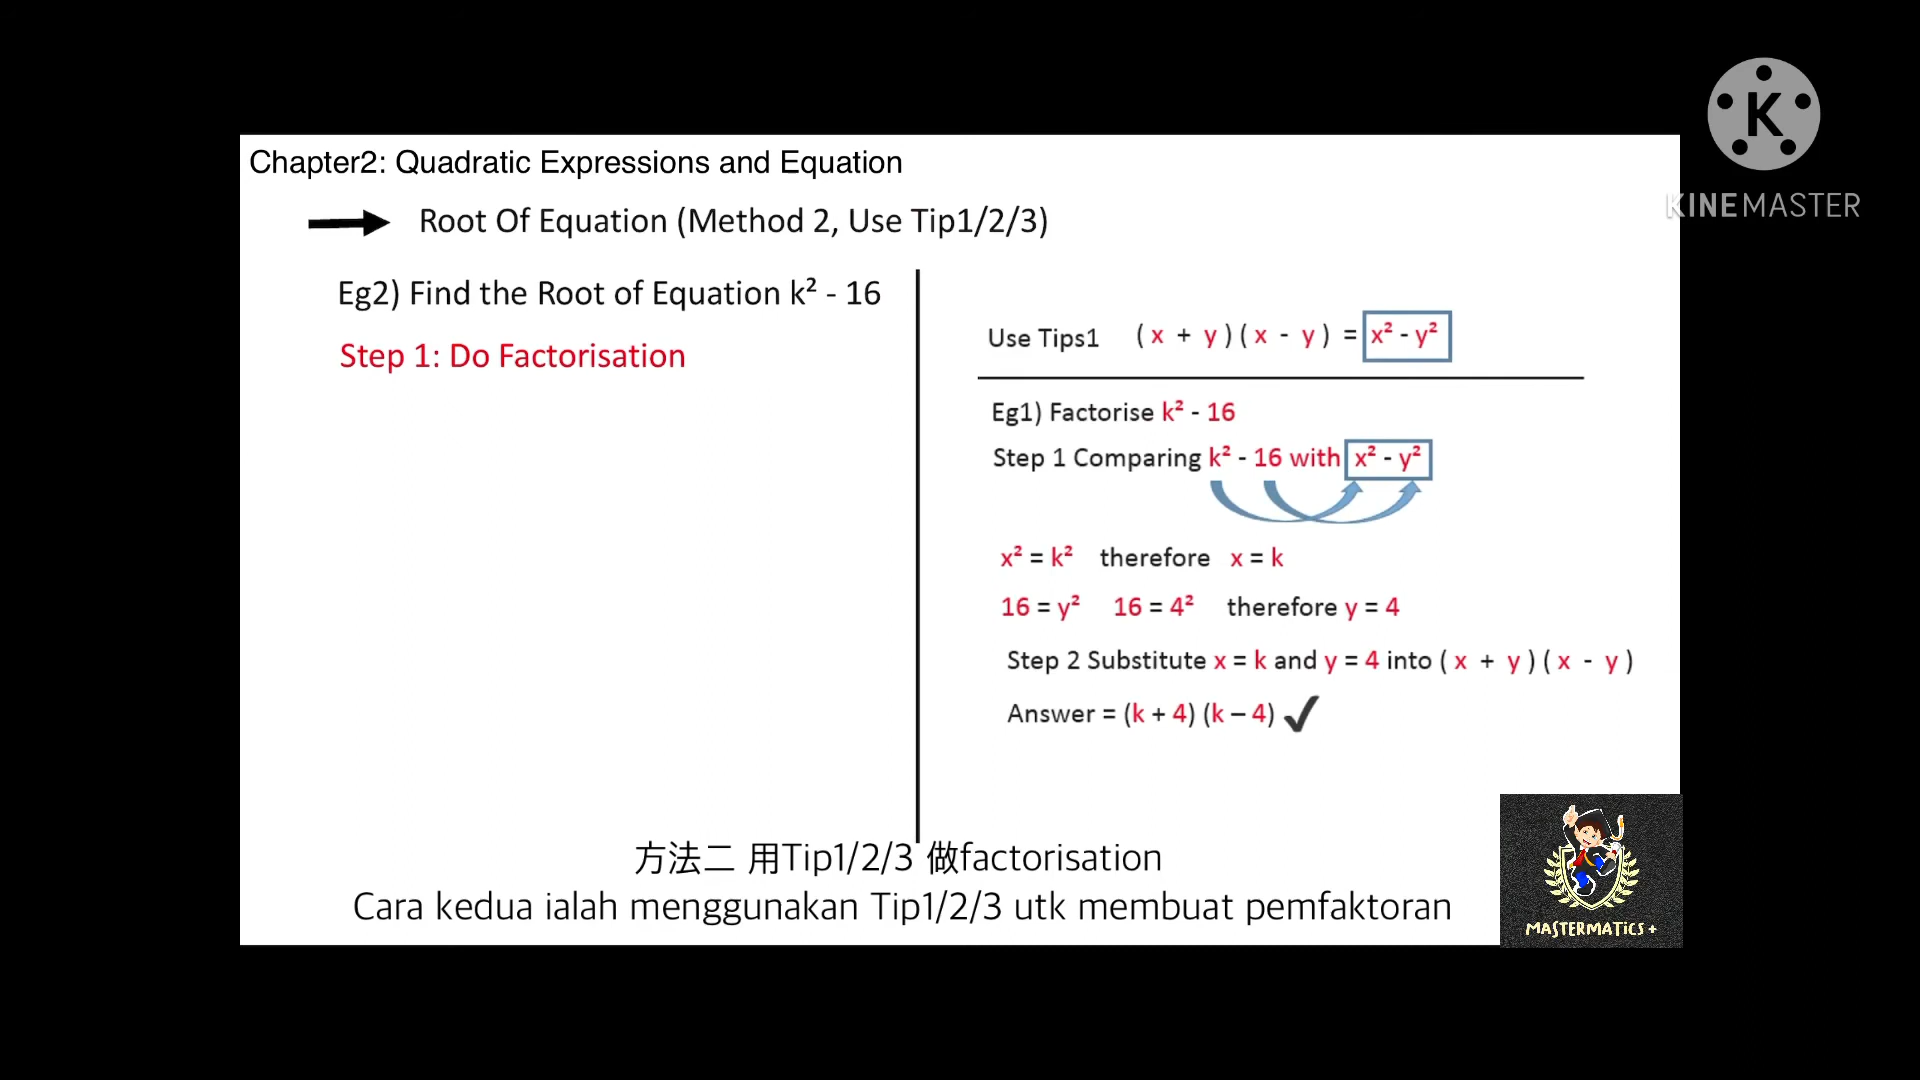 Chapter2: Quadratic Expressions and Equation
Root Of Equation (Method 2, Use Tip1/2/3)
Eg2) Find the Root of Equation k² - 16
Step 1: Do Factorisation
Use Tips1 ( x + y ) ( x - y ) = x² - y²
Eg1) Factorise k² - 16
Step 1 Comparing k² - 16 with x² - y²
x² = k² therefore x = k
16 = y² 16 = 4² therefore y = 4
Step 2 Substitute x = k and y = 4 into ( x + y ) ( x - y )
Answer = (k + 4) (k – 4) ✓
方法二 用Tip1/2/3 做factorisation
Cara kedua ialah menggunakan Tip1/2/3 utk membuat pemfaktoran
K
KINEMASTER
MASTERMATICS +